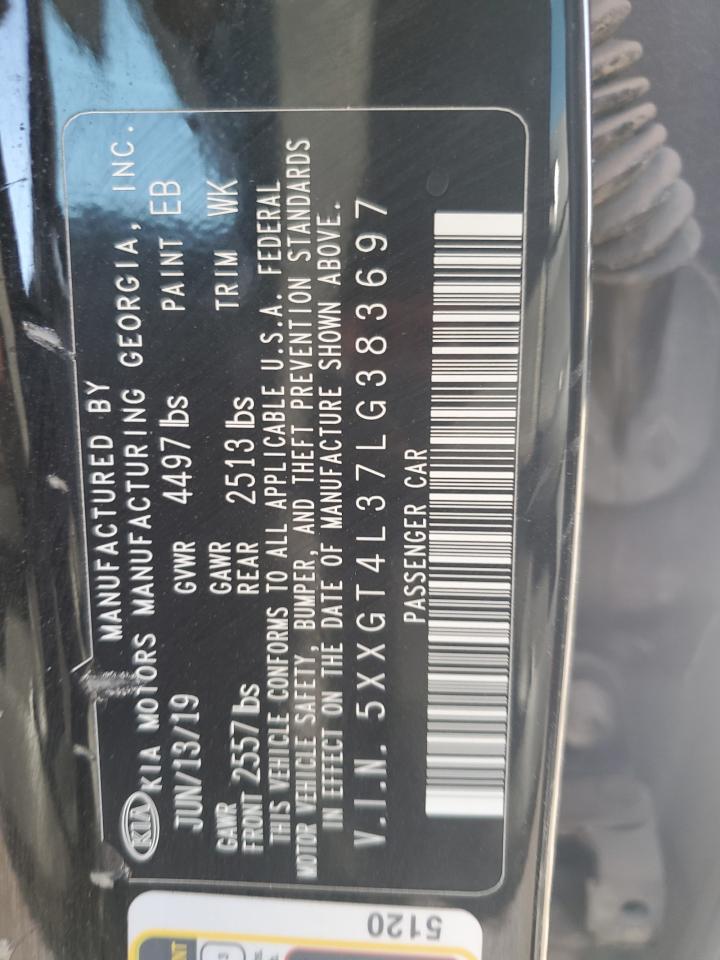 MANUFACTURED BY
KIA KIA MOTORS MANUFACTURING GEORGIA, INC.
JUN/13/19 GVWR 4497 lbs PAINT EB
GAWR FRONT 2557 lbs GAWR REAR 2513 lbs TRIM WK
THIS VEHICLE CONFORMS TO ALL APPLICABLE U.S.A. FEDERAL
MOTOR VEHICLE SAFETY, BUMPER, AND THEFT PREVENTION STANDARDS
IN EFFECT ON THE DATE OF MANUFACTURE SHOWN ABOVE.
V.I.N. 5XXGT4L37LG383697
PASSENGER CAR
5120